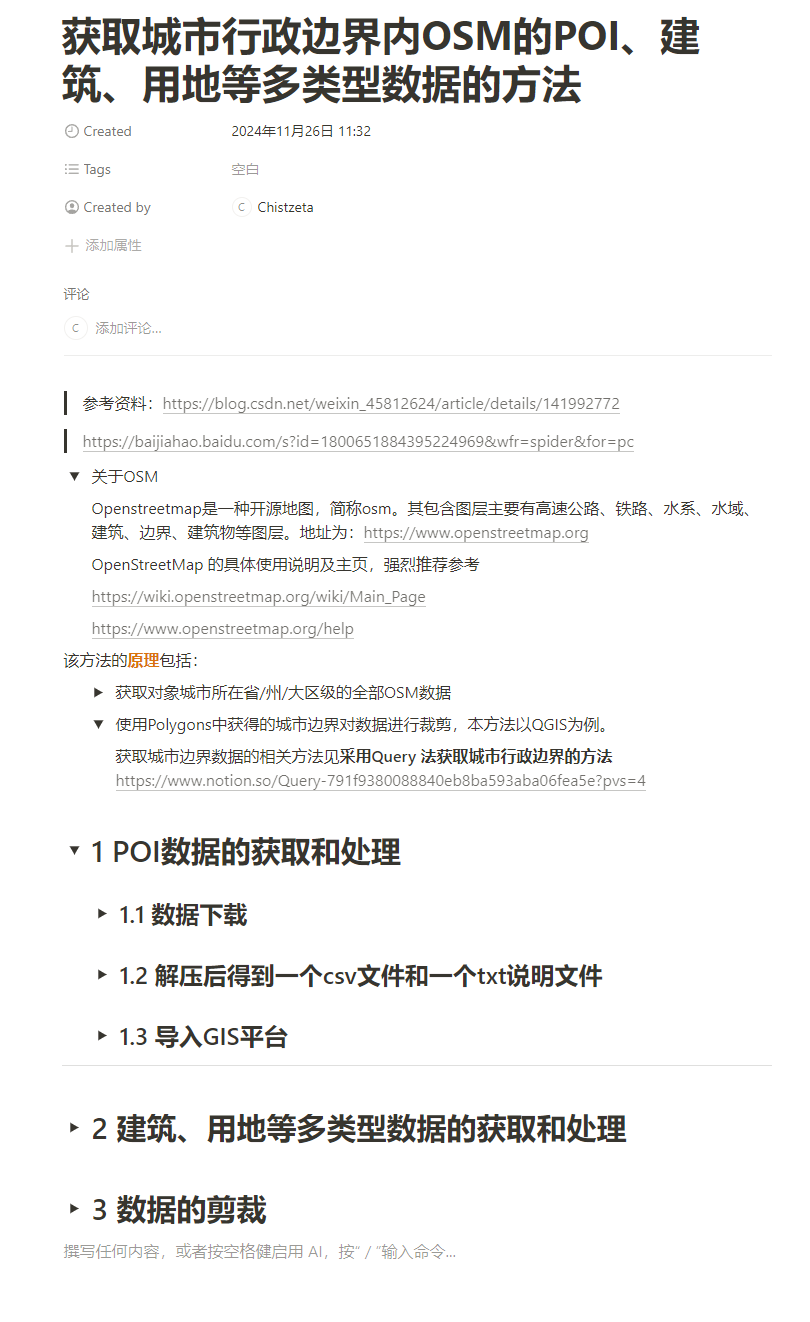 获取城市行政边界内OSM的POI、建
筑、用地等多类型数据的方法
Created 2024年11月26日 11:32
Tags 空白
Created by C Chistzeta
添加属性
评论
C 添加评论...
参考资料：https://blog.csdn.net/weixin_45812624/article/details/141992772
https://baijiahao.baidu.com/s?id=1800651884395224969&wfr=spider&for=pc
关于OSM
Openstreetmap是一种开源地图，简称osm。其包含图层主要有高速公路、铁路、水系、水域、
建筑、边界、建筑物等图层。地址为：https://www.openstreetmap.org
OpenStreetMap 的具体使用说明及主页，强烈推荐参考
https://wiki.openstreetmap.org/wiki/Main_Page
https://www.openstreetmap.org/help
该方法的原理包括：
获取对象城市所在省/州/大区级的全部OSM数据
使用Polygons中获得的城市边界对数据进行裁剪，本方法以QGIS为例。
获取城市边界数据的相关方法见采用Query 法获取城市行政边界的方法
https://www.notion.so/Query-791f9380088840eb8ba593aba06fea5e?pvs=4
1 POI数据的获取和处理
1.1 数据下载
1.2 解压后得到一个csv文件和一个txt说明文件
1.3 导入GIS平台
2 建筑、用地等多类型数据的获取和处理
3 数据的剪裁
撰写任何内容，或者按空格健启用 AI，按“ / ”输入命令...